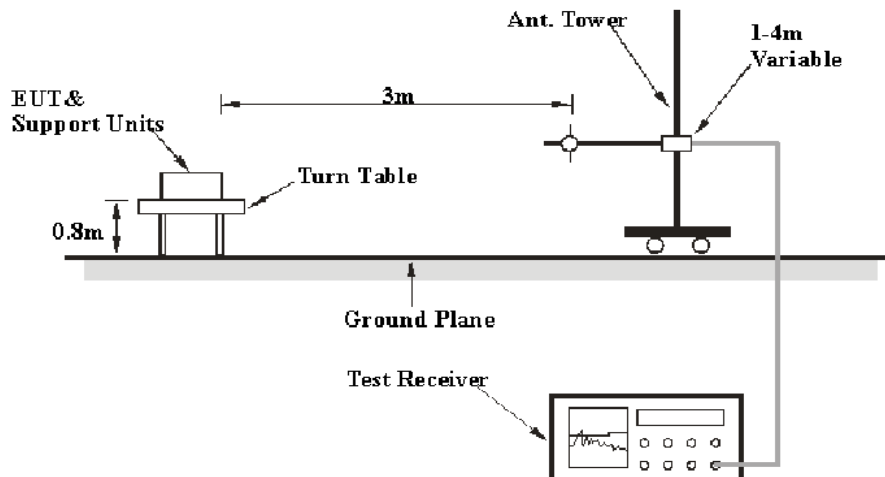 Ant. Tower
1-4m
Variable
3m
EUT&
Support Units
Turn Table
0.8m
Ground Plane
Test Receiver